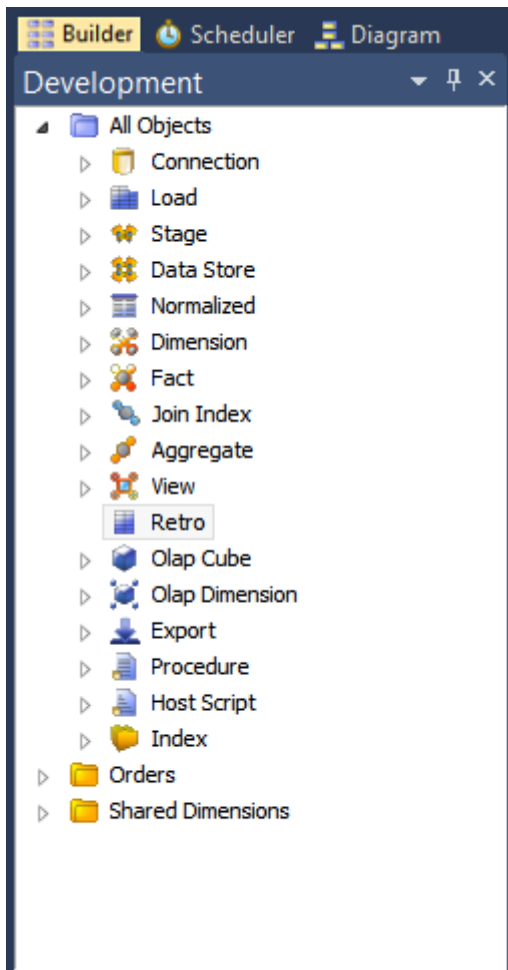 Builder Scheduler Diagram
Development
All Objects
Connection
Load
Stage
Data Store
Normalized
Dimension
Fact
Join Index
Aggregate
View
Retro
Olap Cube
Olap Dimension
Export
Procedure
Host Script
Index
Orders
Shared Dimensions